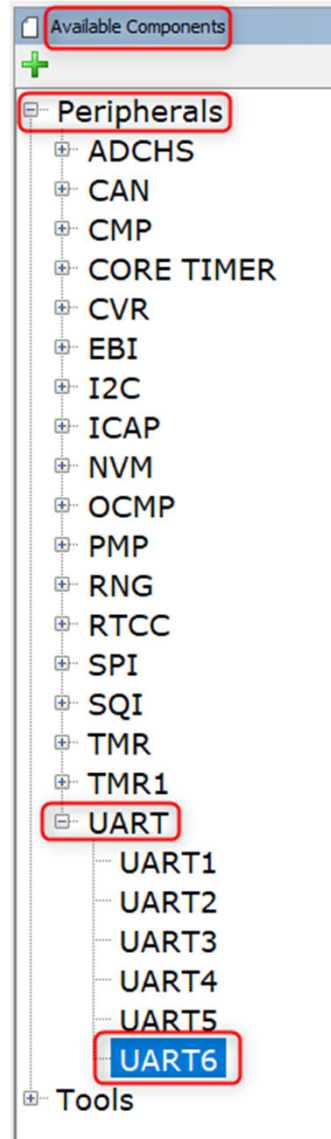 Available Components
Peripherals
ADCHS
CAN
CMP
CORE TIMER
CVR
EBI
I2C
ICAP
NVM
OCMP
PMP
RNG
RTCC
SPI
SQI
TMR
TMR1
UART
UART1
UART2
UART3
UART4
UART5
UART6
Tools